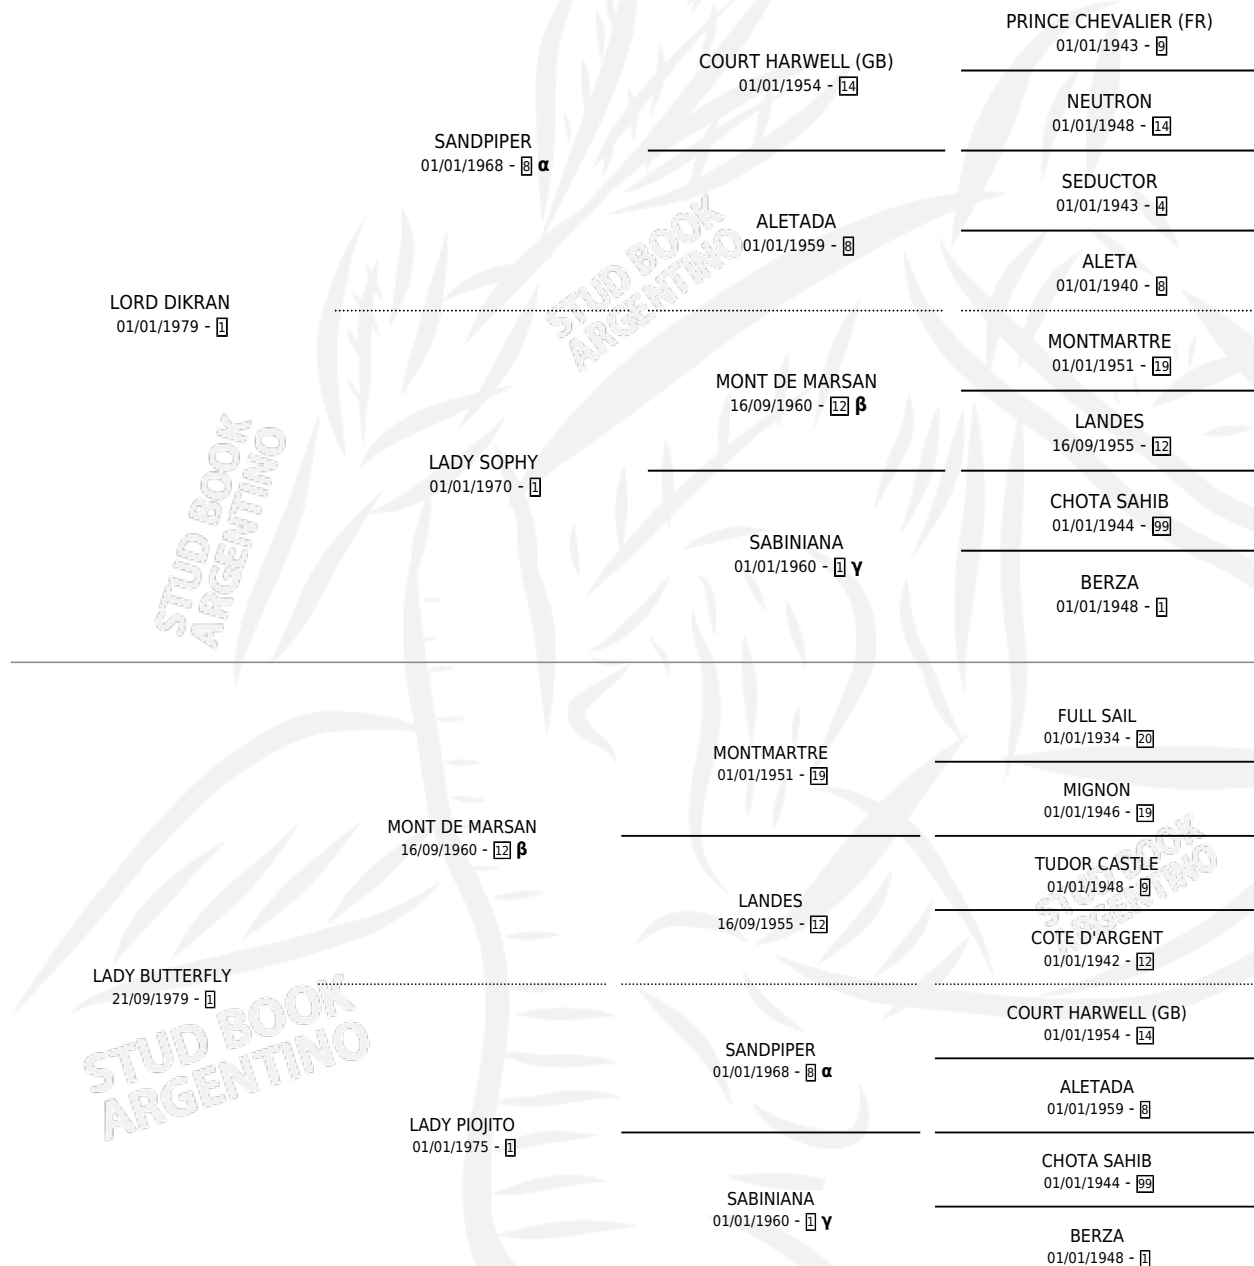 PRINCE CHEVALIER (FR)
01/01/1943 - 9
COURT HARWELL (GB)
01/01/1954 - 14
NEUTRON
01/01/1948 - 14
SANDPIPER
01/01/1968 - 8 α
SEDUCTOR
01/01/1943 - 4
ALETADA
01/01/1959 - 8
ALETA
01/01/1940 - 8
LORD DIKRAN
01/01/1979 - 1
MONTMARTRE
01/01/1951 - 19
MONT DE MARSAN
16/09/1960 - 12 β
LANDES
16/09/1955 - 12
LADY SOPHY
01/01/1970 - 1
CHOTA SAHIB
01/01/1944 - 99
SABINIANA
01/01/1960 - 1 γ
BERZA
01/01/1948 - 1
FULL SAIL
01/01/1934 - 20
MONTMARTRE
01/01/1951 - 19
MIGNON
01/01/1946 - 19
MONT DE MARSAN
16/09/1960 - 12 β
TUDOR CASTLE
01/01/1948 - 9
LANDES
16/09/1955 - 12
COTE D'ARGENT
01/01/1942 - 12
LADY BUTTERFLY
21/09/1979 - 1
COURT HARWELL (GB)
01/01/1954 - 14
SANDPIPER
01/01/1968 - 8 α
ALETADA
01/01/1959 - 8
LADY PIOJITO
01/01/1975 - 1
CHOTA SAHIB
01/01/1944 - 99
SABINIANA
01/01/1960 - 1 γ
BERZA
01/01/1948 - 1
STUD BOOK
ARGENTINO
STUD BOOK
ARGENTINO
STUD BOOK
ARGENTINO
STUD BOOK
ARGENTINO